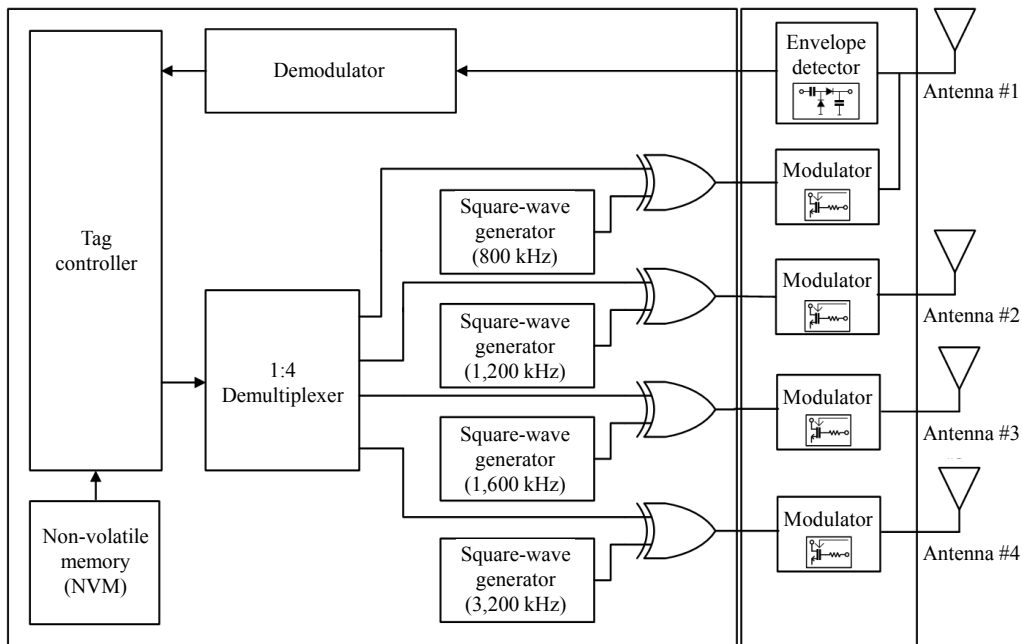 Envelope
detector
Antenna #1
Demodulator
Modulator
Tag
controller
Square-wave
generator
(800 kHz)
Modulator
Antenna #2
1:4
Demultiplexer
Square-wave
generator
(1,200 kHz)
Modulator
Antenna #3
Square-wave
generator
(1,600 kHz)
Modulator
Antenna #4
Non-volatile
memory
(NVM)
Square-wave
generator
(3,200 kHz)